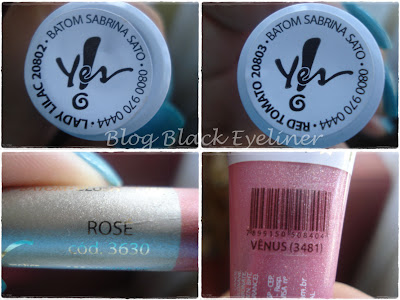 Yes!
LADY LILAC 20802 • BATOM SABRINA SATO • 0800 970 0444 •
Yes!
RED TOMATO 20803 • BATOM SABRINA SATO • 0800 970 0444 •
Blog Black Eyeliner
ROSE
cod. 3630
VÊNUS (3481)